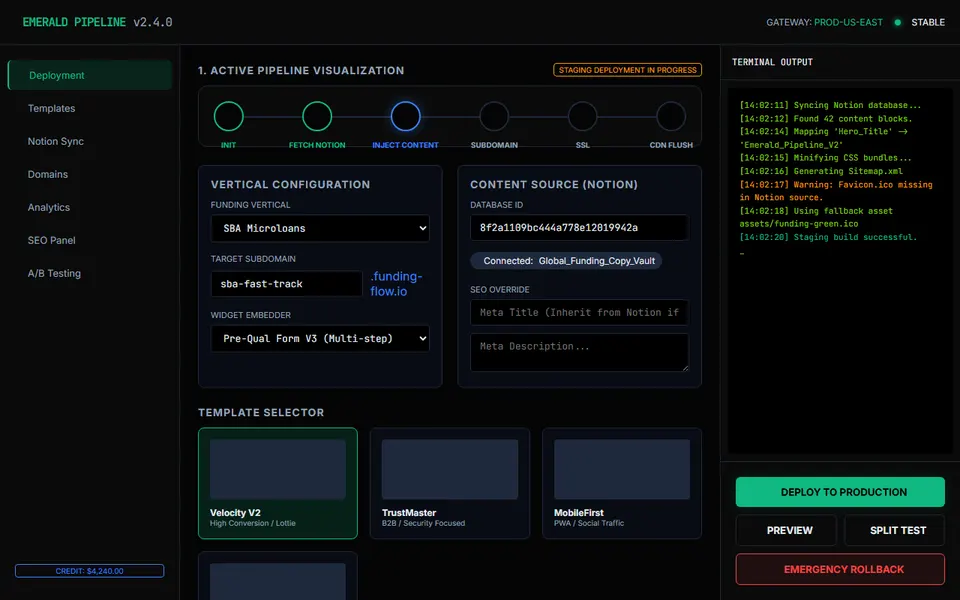 EMERALD PIPELINE v2.4.0
GATEWAY: PROD-US-EAST
STABLE
Deployment
Templates
Notion Sync
Domains
Analytics
SEO Panel
A/B Testing
CREDIT: $4,240.00
1. ACTIVE PIPELINE VISUALIZATION
STAGING DEPLOYMENT IN PROGRESS
INIT
FETCH NOTION
INJECT CONTENT
SUBDOMAIN
SSL
CDN FLUSH
VERTICAL CONFIGURATION
FUNDING VERTICAL
SBA Microloans
TARGET SUBDOMAIN
sba-fast-track
.funding-
flow.io
WIDGET EMBEDDER
Pre-Qual Form V3 (Multi-step)
CONTENT SOURCE (NOTION)
DATABASE ID
8f2a1109bc444a778e12019942a
Connected: Global_Funding_Copy_Vault
SEO OVERRIDE
Meta Title (Inherit from Notion if
Meta Description...
TEMPLATE SELECTOR
Velocity V2
High Conversion / Lottie
TrustMaster
B2B / Security Focused
MobileFirst
PWA / Social Traffic
TERMINAL OUTPUT
[14:02:11] Syncing Notion database...
[14:02:12] Found 42 content blocks.
[14:02:14] Mapping 'Hero_Title' ->
'Emerald_Pipeline_V2'
[14:02:15] Minifying CSS bundles...
[14:02:16] Generating Sitemap.xml
[14:02:17] Warning: Favicon.ico missing
in Notion source.
[14:02:18] Using fallback asset
assets/funding-green.ico
[14:02:20] Staging build successful.
_
DEPLOY TO PRODUCTION
PREVIEW
SPLIT TEST
EMERGENCY ROLLBACK